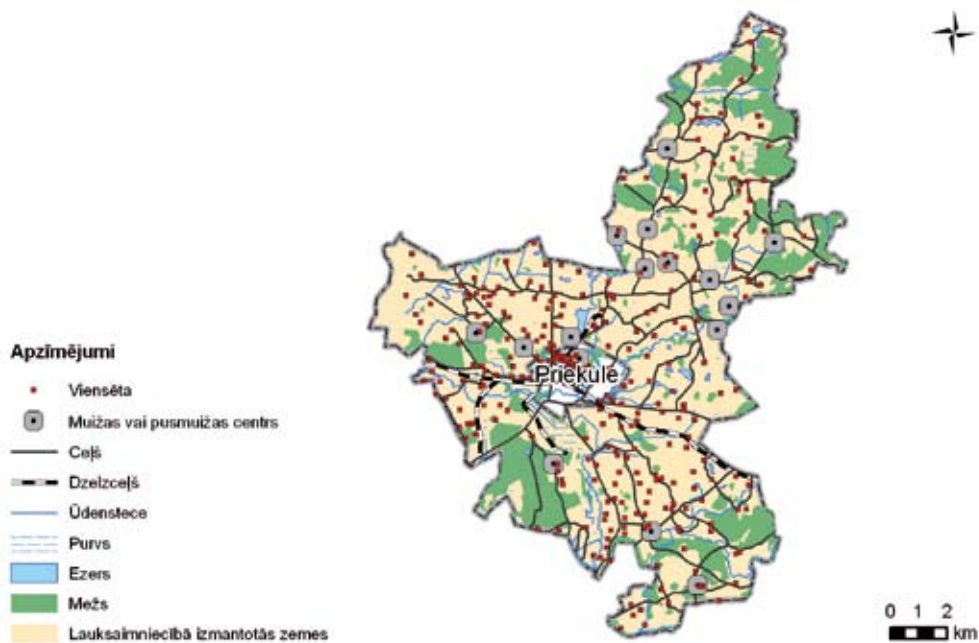 Priekule
Apzīmējumi
Viensēta
Muižas vai pusmuižas centrs
Ceļš
Dzelzceļš
Ūdenstece
Purvs
Ezers
Mežs
Lauksaimniecībā izmantotās zemes
0 1 2
km